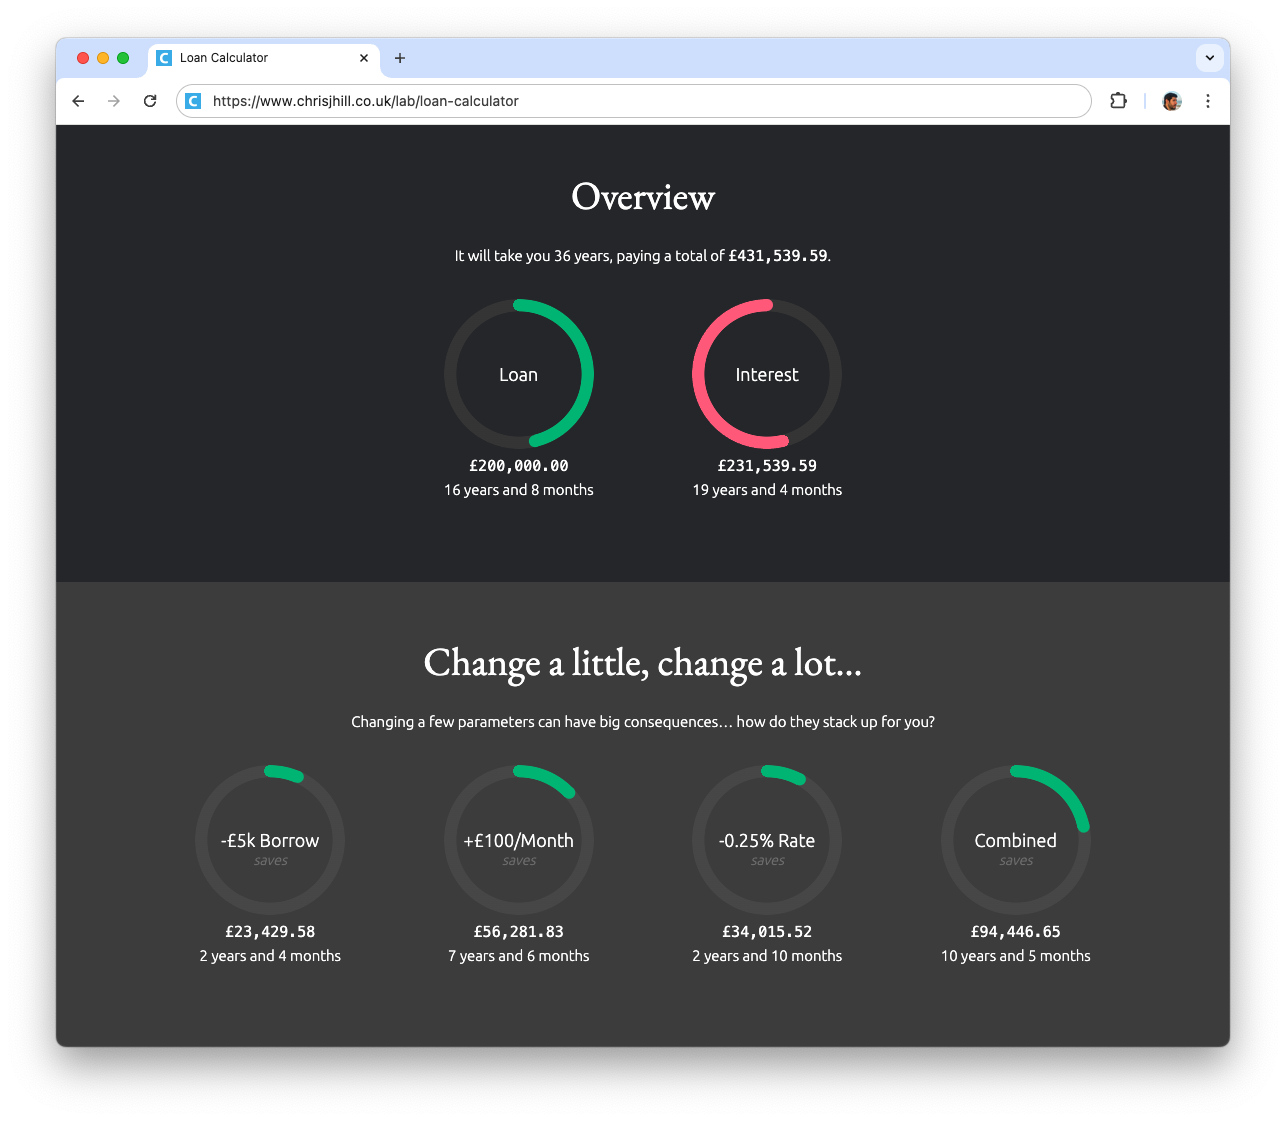 Loan Calculator
https://www.chrisjhill.co.uk/lab/loan-calculator
Overview
It will take you 36 years, paying a total of £431,539.59.
Loan
£200,000.00
16 years and 8 months
Interest
£231,539.59
19 years and 4 months
Change a little, change a lot...
Changing a few parameters can have big consequences... how do they stack up for you?
-£5k Borrow
saves
£23,429.58
2 years and 4 months
+£100/Month
saves
£56,281.83
7 years and 6 months
-0.25% Rate
saves
£34,015.52
2 years and 10 months
Combined
saves
£94,446.65
10 years and 5 months